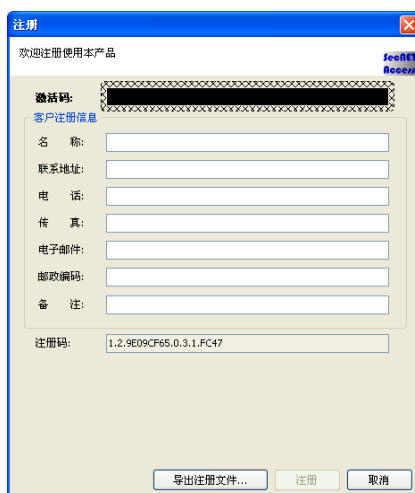 注册
欢迎注册使用本产品
SecNET
Access
激活码:
客户注册信息
名 称:
联系地址:
电 话:
传 真:
电子邮件:
邮政编码:
备 注:
注册码: 1.2.9E09CF65.0.3.1.FC47
导出注册文件... 注册 取消